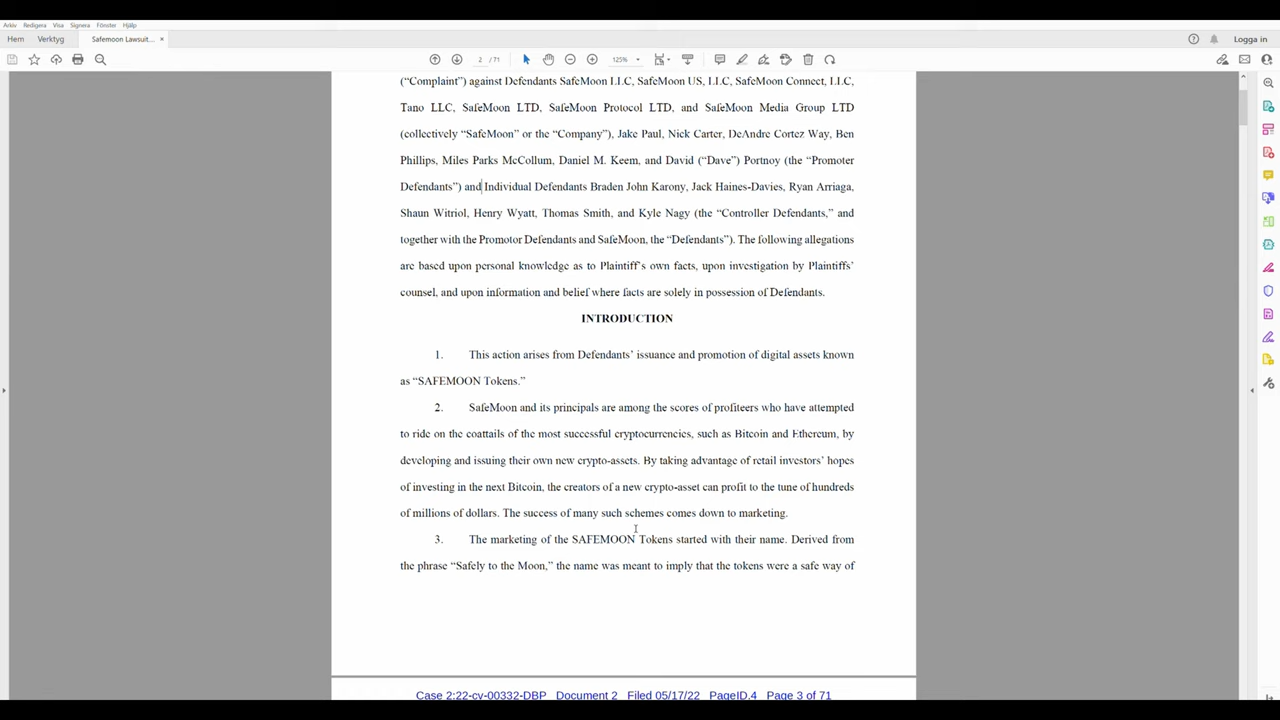 Arkiv Redigera Visa Signera Fönster Hjälp
Hem Verktyg Safemoon Lawsuit... × Logga in
2 / 71 125%
(“Complaint”) against Defendants SafeMoon LLC, SafeMoon US, LLC, SafeMoon Connect, LLC,
Tano LLC, SafeMoon LTD, SafeMoon Protocol LTD, and SafeMoon Media Group LTD
(collectively “SafeMoon” or the “Company”), Jake Paul, Nick Carter, DeAndre Cortez Way, Ben
Phillips, Miles Parks McCollum, Daniel M. Keem, and David (“Dave”) Portnoy (the “Promoter
Defendants”) and Individual Defendants Braden John Karony, Jack Haines-Davies, Ryan Arriaga,
Shaun Witriol, Henry Wyatt, Thomas Smith, and Kyle Nagy (the “Controller Defendants,” and
together with the Promotor Defendants and SafeMoon, the “Defendants”). The following allegations
are based upon personal knowledge as to Plaintiff’s own facts, upon investigation by Plaintiffs’
counsel, and upon information and belief where facts are solely in possession of Defendants.
INTRODUCTION
1. This action arises from Defendants’ issuance and promotion of digital assets known
as “SAFEMOON Tokens.”
2. SafeMoon and its principals are among the scores of profiteers who have attempted
to ride on the coattails of the most successful cryptocurrencies, such as Bitcoin and Ethereum, by
developing and issuing their own new crypto-assets. By taking advantage of retail investors’ hopes
of investing in the next Bitcoin, the creators of a new crypto-asset can profit to the tune of hundreds
of millions of dollars. The success of many such schemes comes down to marketing.
3. The marketing of the SAFEMOON Tokens started with their name. Derived from
the phrase “Safely to the Moon,” the name was meant to imply that the tokens were a safe way of
Case 2:22-cv-00332-DBP Document 2 Filed 05/17/22 PageID.4 Page 3 of 71